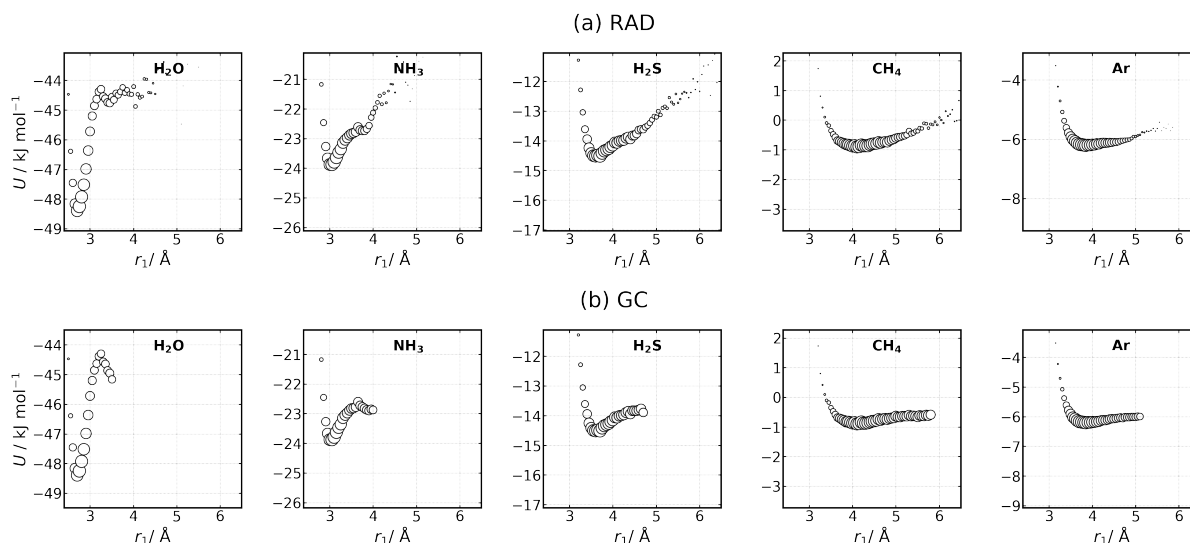 (a) RAD
H₂O NH₃ H₂S CH₄ Ar
U / kJ mol⁻¹
−44 −45 −46 −47 −48 −49
3 4 5 6
r₁/ Å
−21 −22 −23 −24 −25 −26
3 4 5 6
r₁/ Å
−12 −13 −14 −15 −16 −17
3 4 5 6
r₁/ Å
2 1 0 −1 −2 −3
3 4 5 6
r₁/ Å
−4 −5 −6 −7 −8
3 4 5 6
r₁/ Å
(b) GC
H₂O NH₃ H₂S CH₄ Ar
U / kJ mol⁻¹
−44 −45 −46 −47 −48 −49
3 4 5 6
r₁/ Å
−21 −22 −23 −24 −25 −26
3 4 5 6
r₁/ Å
−12 −13 −14 −15 −16 −17
3 4 5 6
r₁/ Å
2 1 0 −1 −2 −3
3 4 5 6
r₁/ Å
−4 −5 −6 −7 −8 −9
3 4 5 6
r₁/ Å